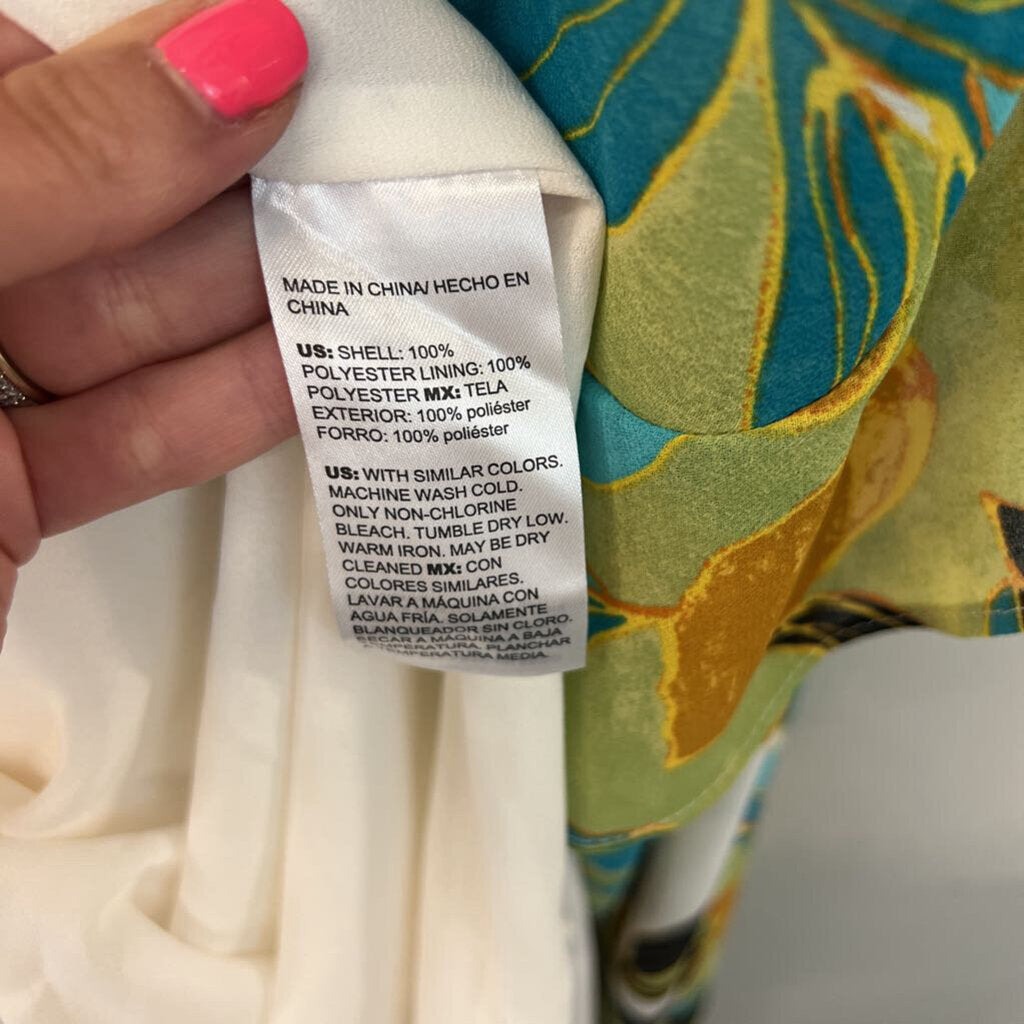 MADE IN CHINA/ HECHO EN
CHINA
US: SHELL: 100%
POLYESTER LINING: 100%
POLYESTER MX: TELA
EXTERIOR: 100% poliéster
FORRO: 100% poliéster
US: WITH SIMILAR COLORS.
MACHINE WASH COLD.
ONLY NON-CHLORINE
BLEACH. TUMBLE DRY LOW.
WARM IRON. MAY BE DRY
CLEANED MX: CON
COLORES SIMILARES.
LAVAR A MÁQUINA CON
AGUA FRÍA. SOLAMENTE
BLANQUEADOR SIN CLORO.
SECAR A MÁQUINA A BAJA
TEMPERATURA. PLANCHAR
A TEMPERATURA MEDIA.